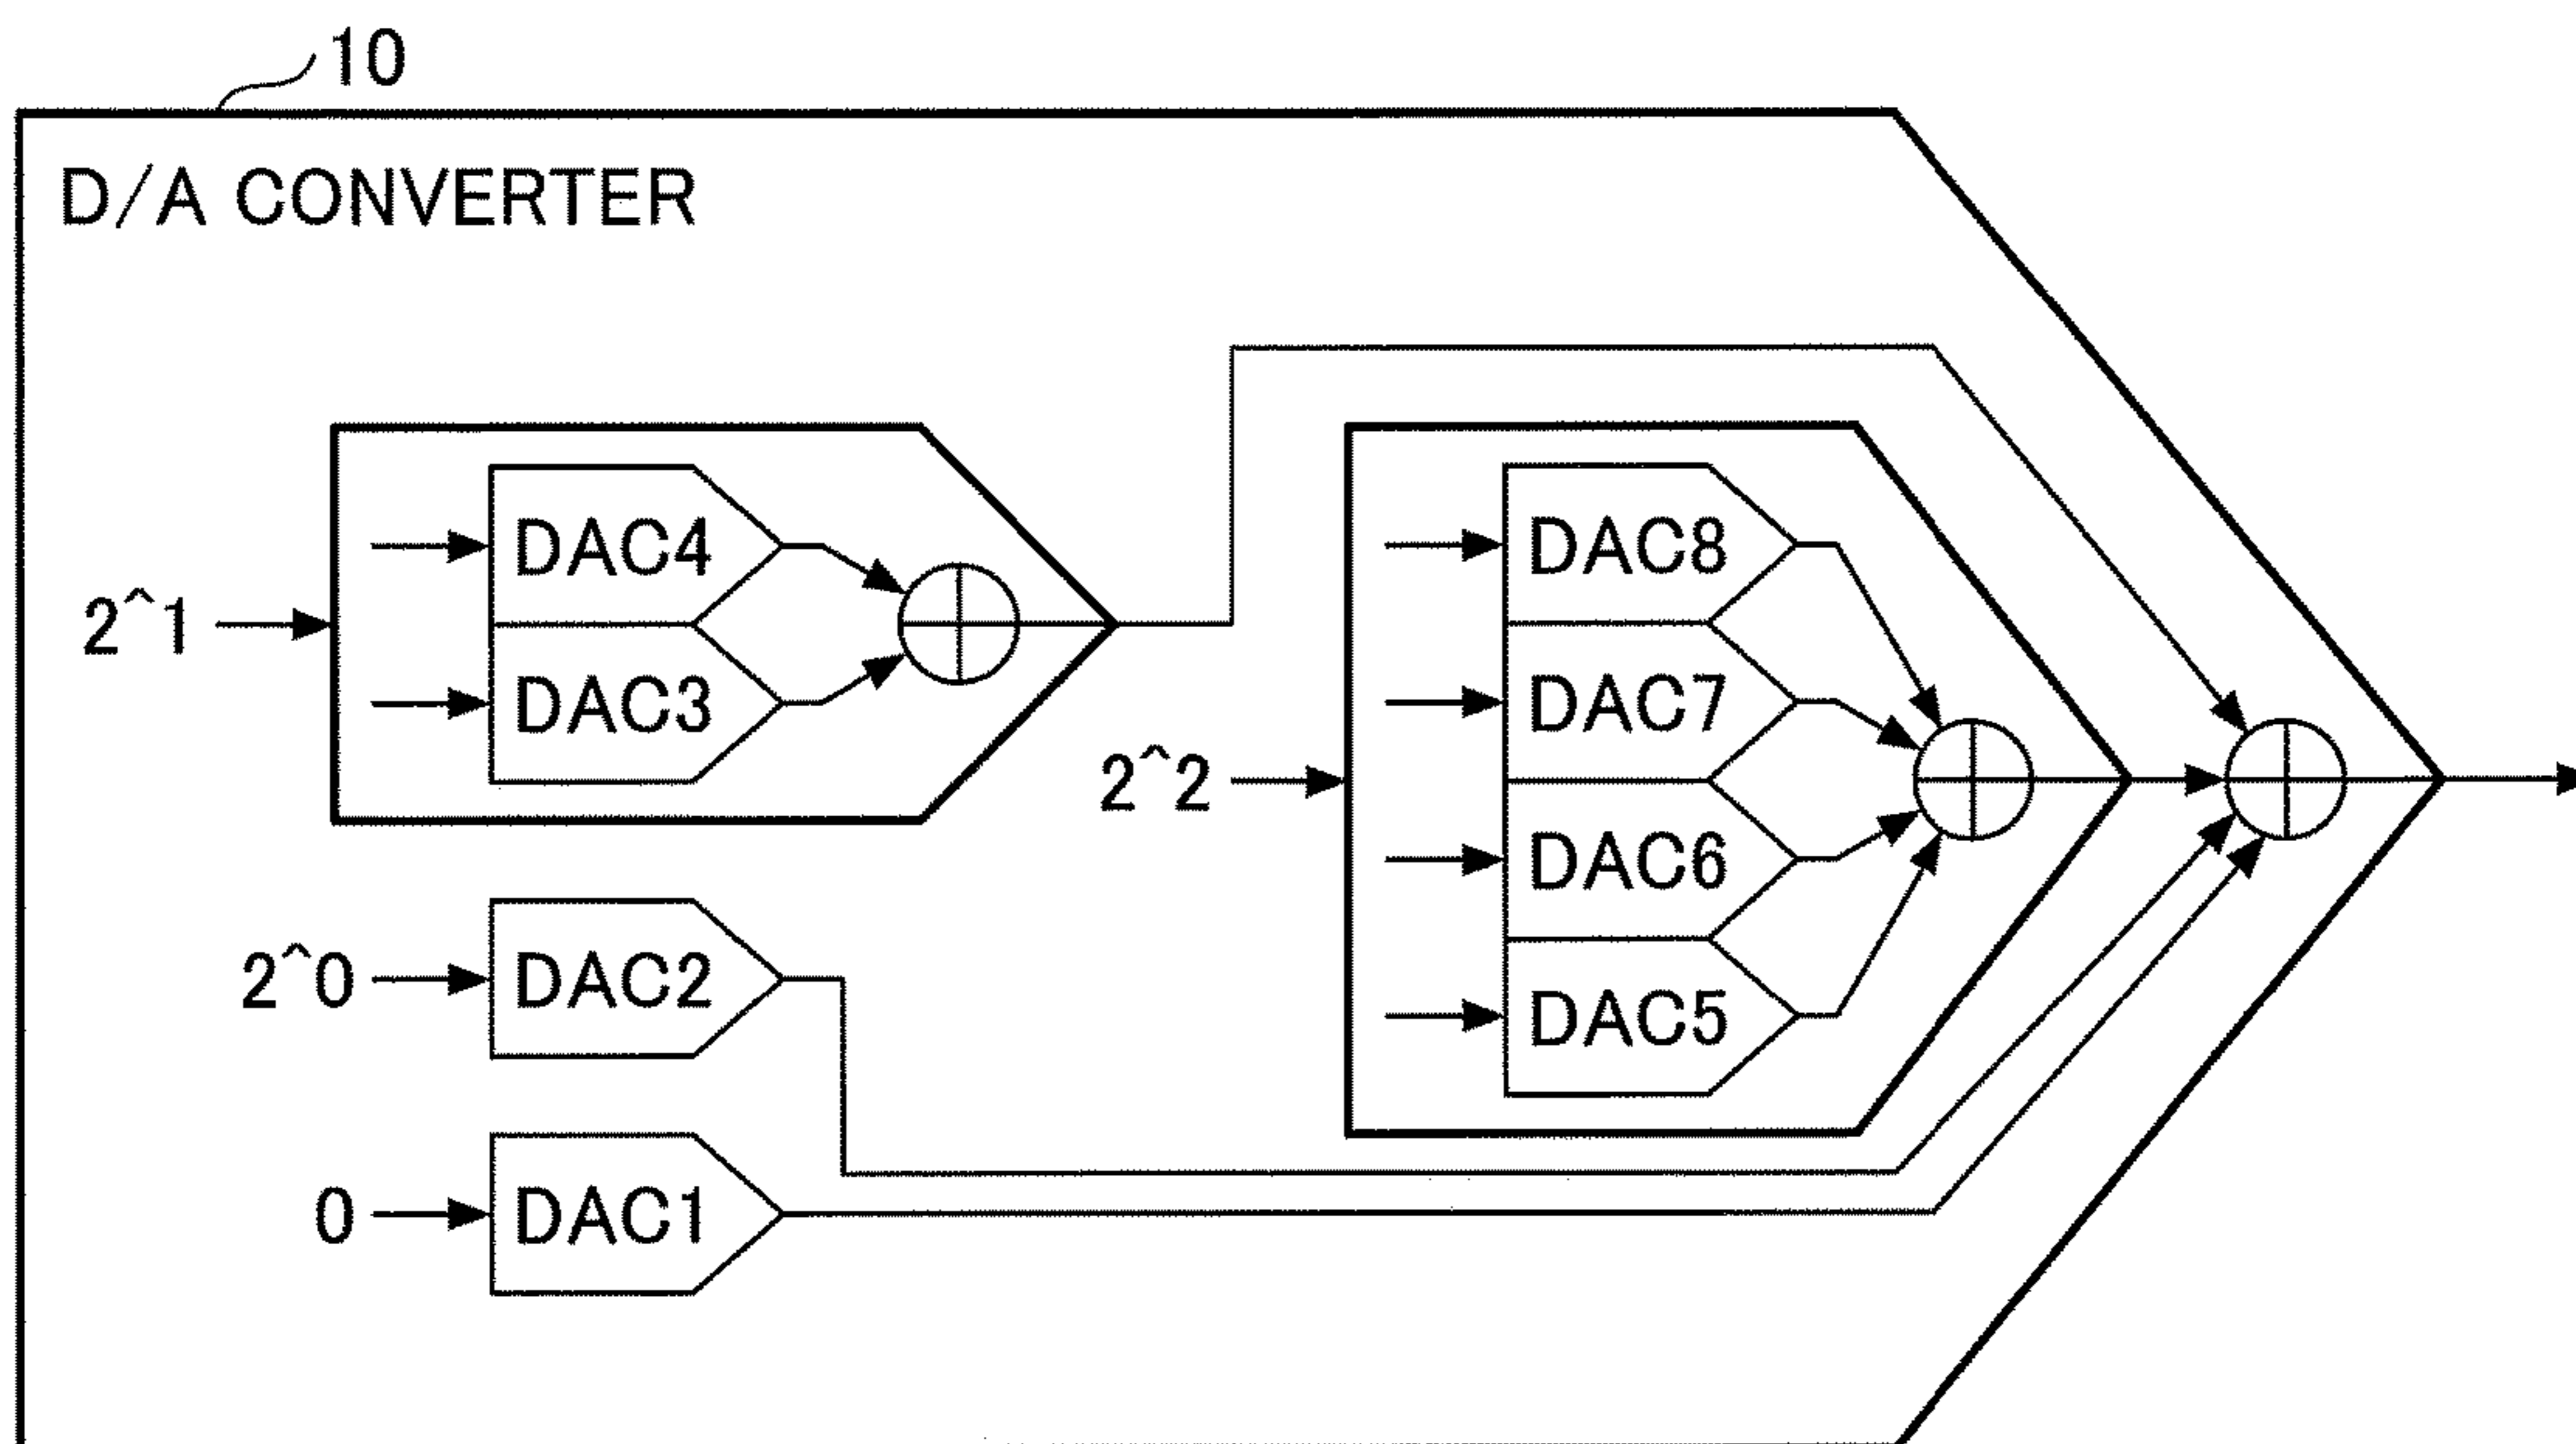 10
D/A CONVERTER
2^1
DAC4
DAC3
2^2
DAC8
DAC7
DAC6
DAC5
2^0
DAC2
0
DAC1